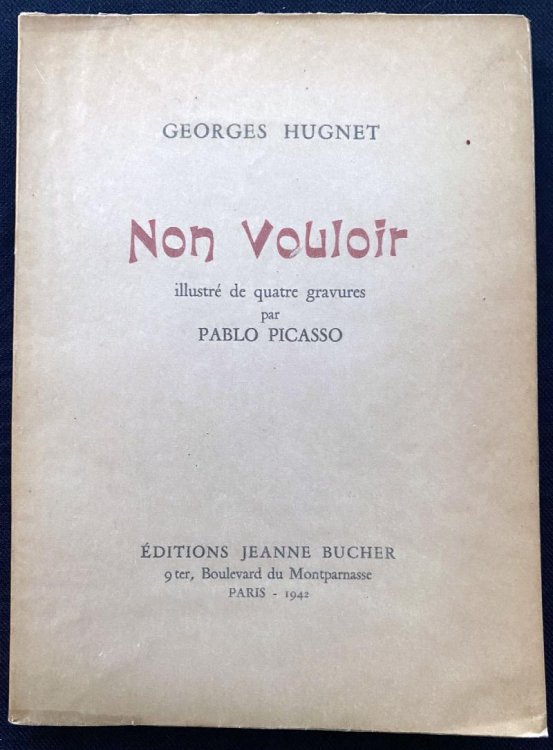 GEORGES HUGNET
Non Vouloir
illustré de quatre gravures
par
PABLO PICASSO
ÉDITIONS JEANNE BUCHER
9 ter, Boulevard du Montparnasse
PARIS - 1942